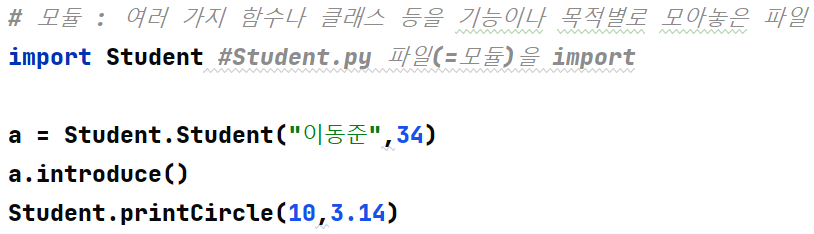 # 모듈 : 여러 가지 함수나 클래스 등을 기능이나 목적별로 모아놓은 파일
import Student #Student.py 파일(=모듈)을 import
a = Student.Student("이동준",34)
a.introduce()
Student.printCircle(10,3.14)